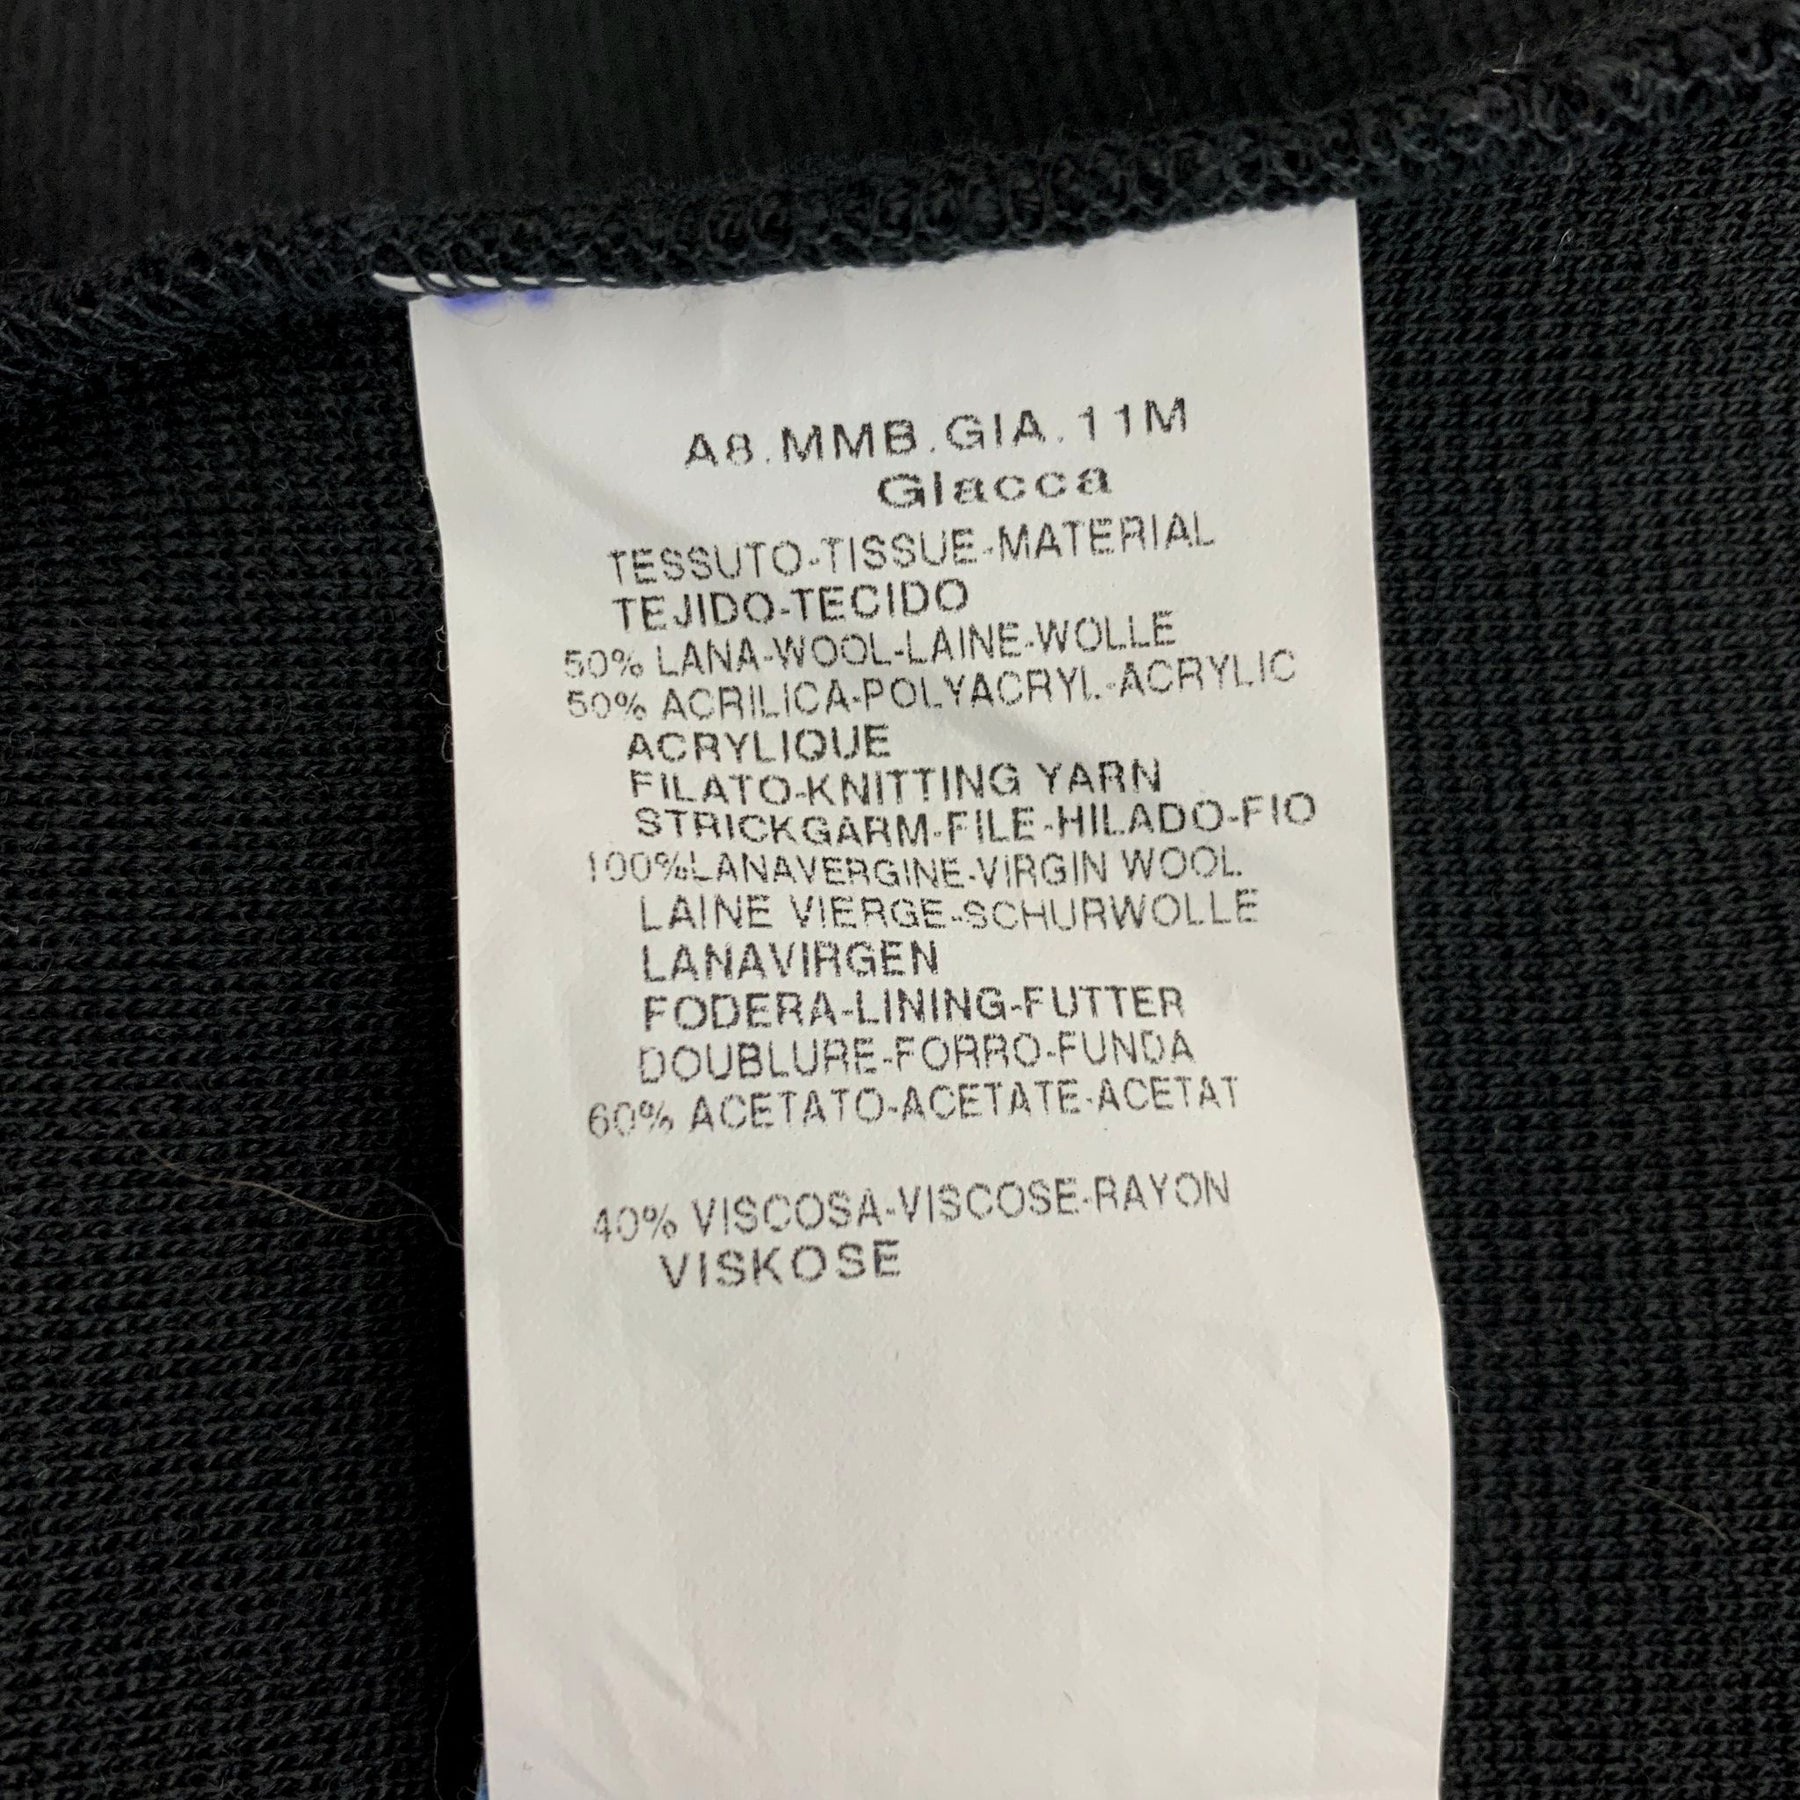 A8.MMB.GIA.11M
Giacca
TESSUTO-TISSUE-MATERIAL
TEJIDO-TECIDO
50% LANA-WOOL-LAINE-WOLLE
50% ACRILICA-POLYACRYL-ACRYLIC
ACRYLIQUE
FILATO-KNITTING YARN
STRICKGARM-FILE-HILADO-FIO
100%LANAVERGINE-VIRGIN WOOL
LAINE VIERGE-SCHURWOLLE
LANAVIRGEN
FODERA-LINING-FUTTER
DOUBLURE-FORRO-FUNDA
60% ACETATO-ACETATE-ACETAT
40% VISCOSA-VISCOSE-RAYON
VISKOSE